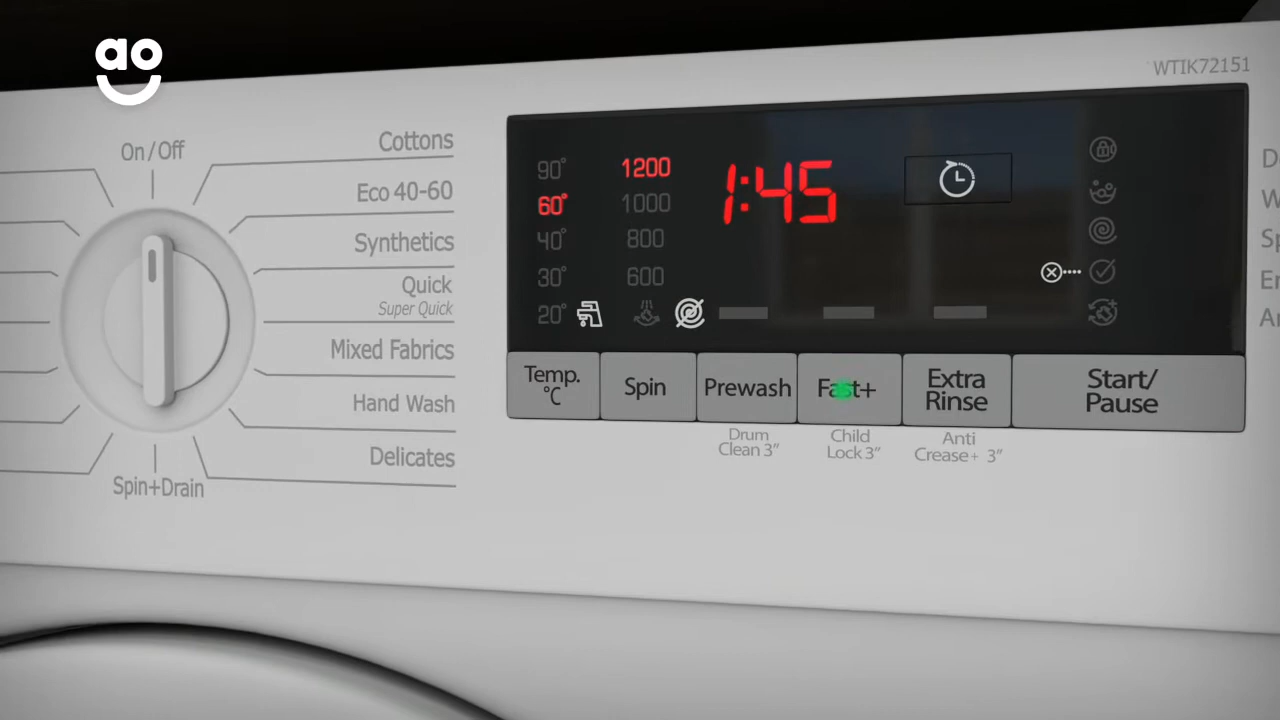 ao
WTIK72151
On/Off
Cottons
Eco 40-60
Synthetics
Quick
Super Quick
Mixed Fabrics
Hand Wash
Delicates
Spin+Drain
90°
60°
40°
30°
20°
1200
1000
800
600
1:45
Temp.
°C
Spin
Prewash
Fast+
Extra
Rinse
Start/
Pause
Drum
Clean 3”
Child
Lock 3”
Anti
Crease+ 3”